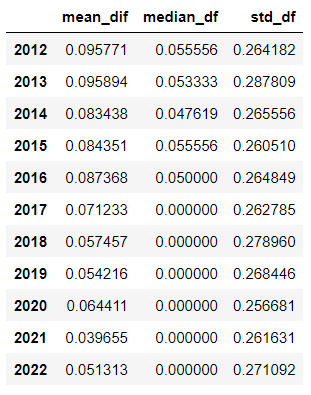 mean_dif median_df std_df
2012 0.095771 0.055556 0.264182
2013 0.095894 0.053333 0.287809
2014 0.083438 0.047619 0.265556
2015 0.084351 0.055556 0.260510
2016 0.087368 0.050000 0.264849
2017 0.071233 0.000000 0.262785
2018 0.057457 0.000000 0.278960
2019 0.054216 0.000000 0.268446
2020 0.064411 0.000000 0.256681
2021 0.039655 0.000000 0.261631
2022 0.051313 0.000000 0.271092